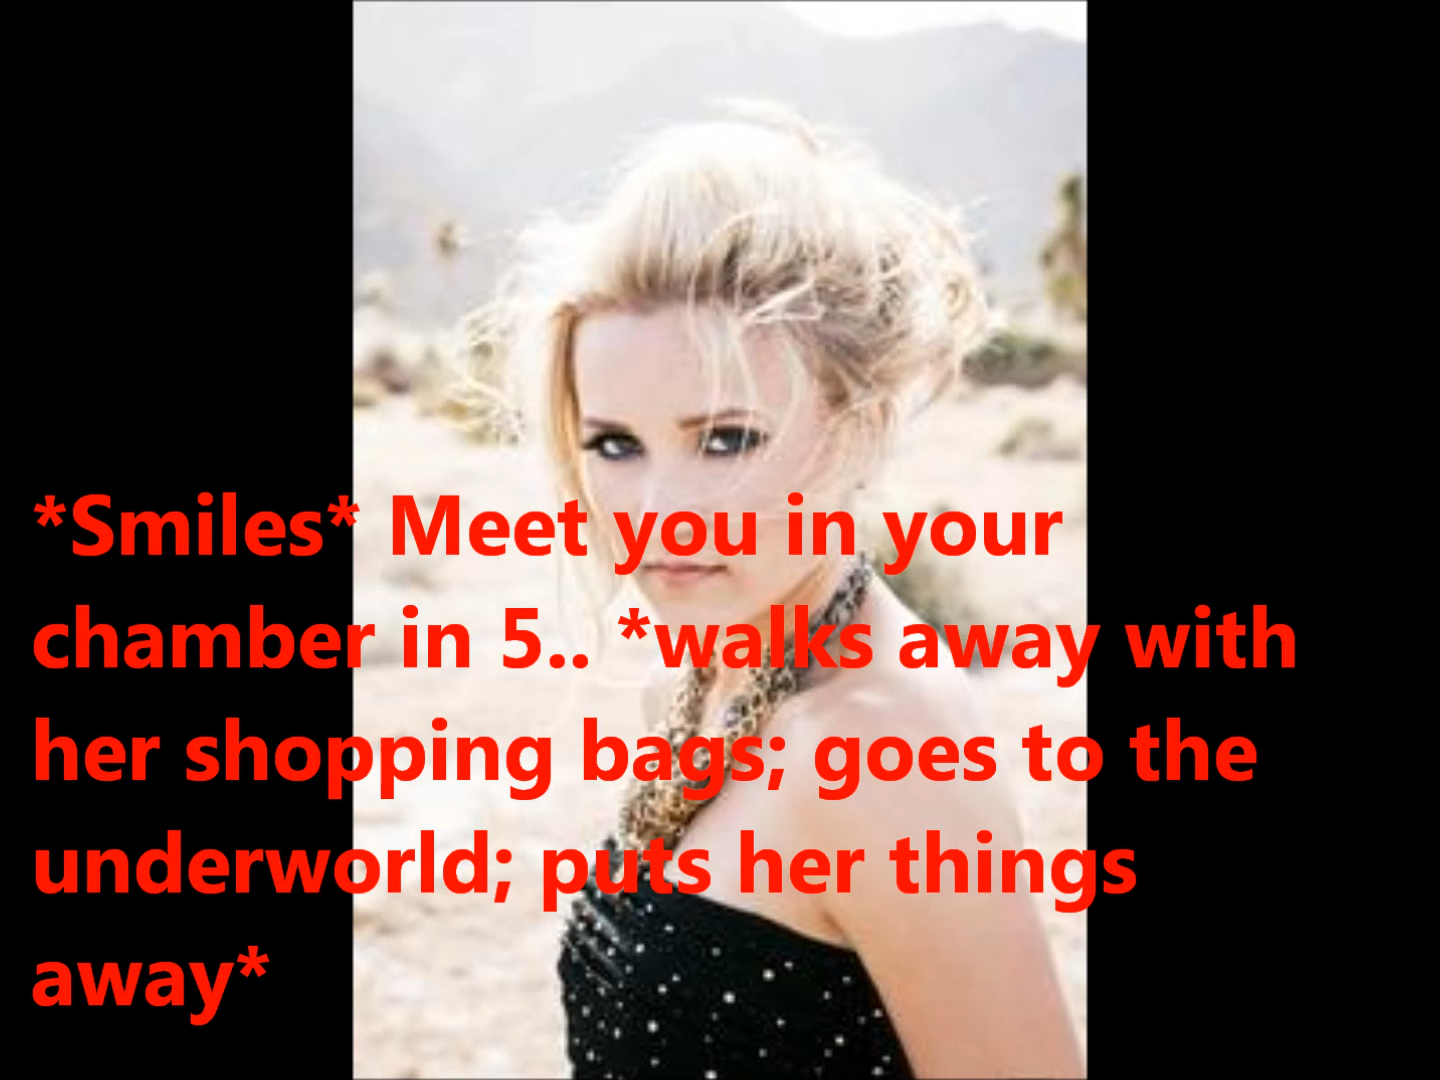 *Smiles* Meet you in your
chamber in 5.. *walks away with
her shopping bags; goes to the
underworld; puts her things
away*